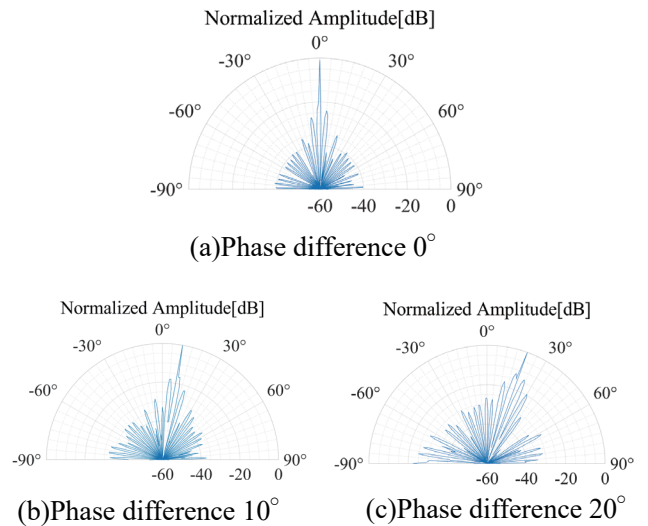 Normalized Amplitude[dB]
0°
-30° 30°
-60° 60°
-90° 90°
-60 -40 -20 0
(a)Phase difference 0°
Normalized Amplitude[dB]
0°
-30° 30°
-60° 60°
-90° 90°
-60 -40 -20 0
(b)Phase difference 10°
Normalized Amplitude[dB]
0°
-30° 30°
-60° 60°
-90° 90°
-60 -40 -20 0
(c)Phase difference 20°